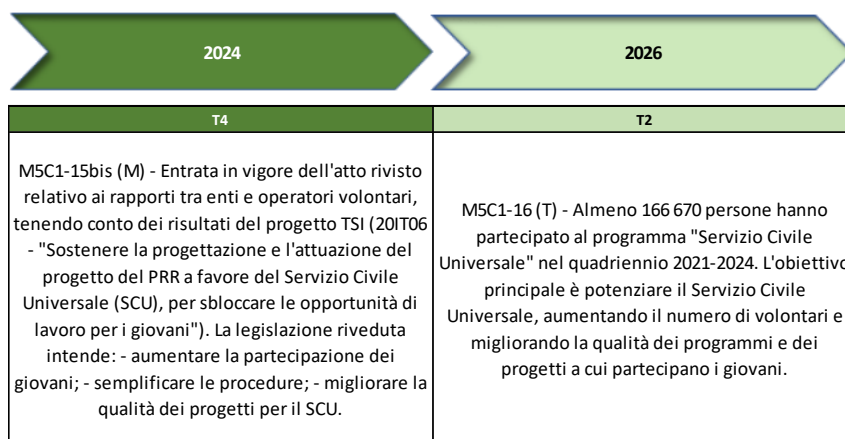 2024
2026
T4
T2
M5C1-15bis (M) - Entrata in vigore dell'atto rivisto
relativo ai rapporti tra enti e operatori volontari,
tenendo conto dei risultati del progetto TSI (20IT06
- "Sostenere la progettazione e l'attuazione del
progetto del PRR a favore del Servizio Civile
Universale (SCU), per sbloccare le opportunità di
lavoro per i giovani"). La legislazione riveduta
intende: - aumentare la partecipazione dei
giovani; - semplificare le procedure; - migliorare la
qualità dei progetti per il SCU.
M5C1-16 (T) - Almeno 166 670 persone hanno
partecipato al programma "Servizio Civile
Universale" nel quadriennio 2021-2024. L'obiettivo
principale è potenziare il Servizio Civile
Universale, aumentando il numero di volontari e
migliorando la qualità dei programmi e dei
progetti a cui partecipano i giovani.